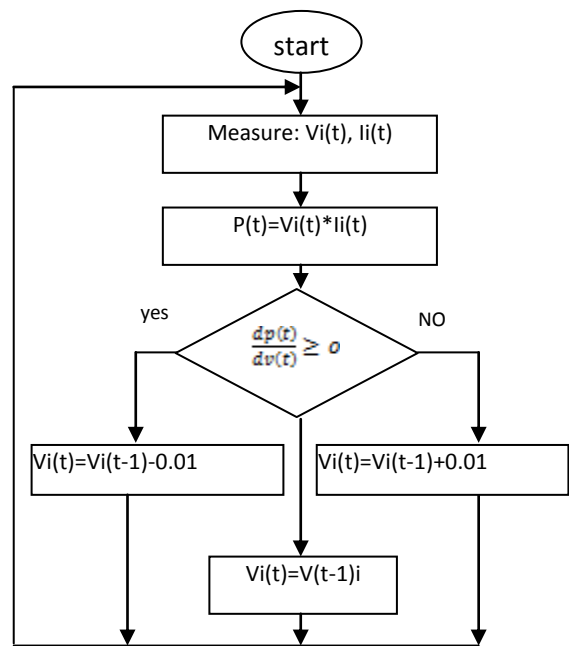 start
Measure: Vi(t), Ii(t)
P(t)=Vi(t)*Ii(t)
yes
NO
dp(t)/dv(t) ≥ o
Vi(t)=Vi(t-1)-0.01
Vi(t)=Vi(t-1)+0.01
Vi(t)=V(t-1)i